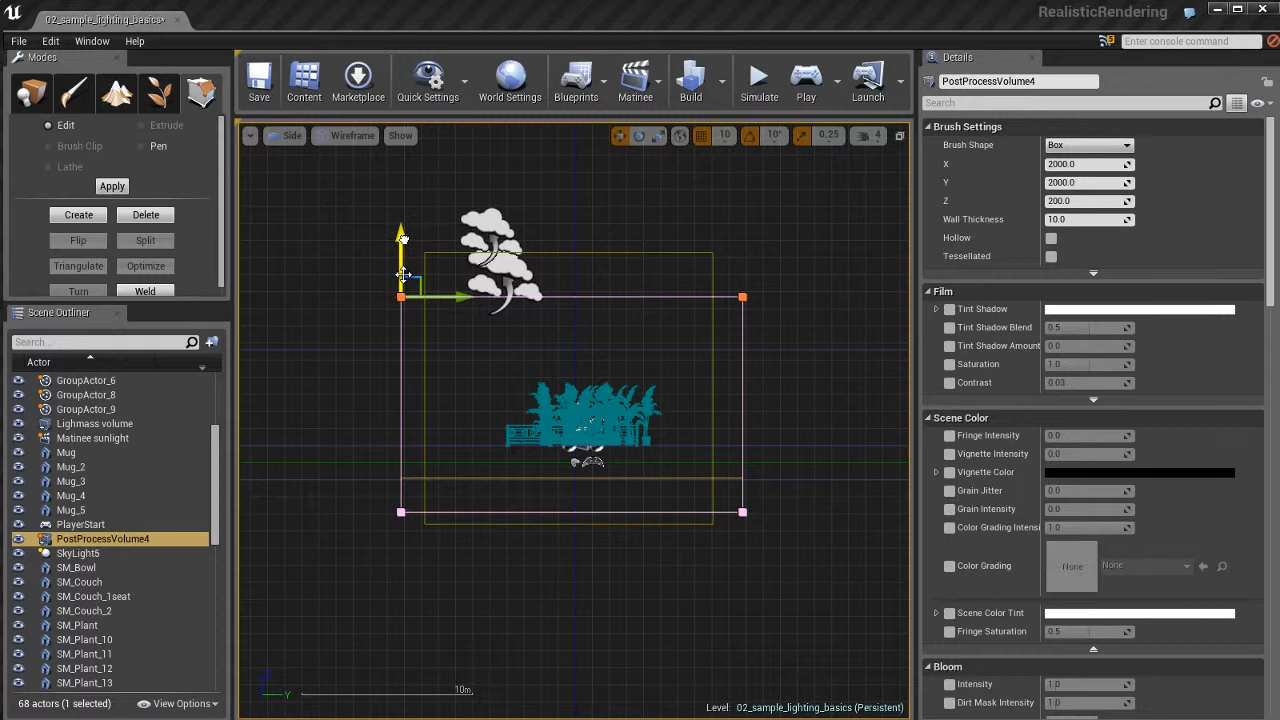 02_sample_lighting_basics*
RealisticRendering
File Edit Window Help
Enter console command
Modes
Edit Extrude
Brush Clip Pen
Lathe
Apply
Create Delete
Flip Split
Triangulate Optimize
Turn Weld
Save Content Marketplace Quick Settings World Settings Blueprints Matinee Build Simulate Play Launch
Side Wireframe Show 10 10° 0.25 4
10m
Y
Level: 02_sample_lighting_basics (Persistent)
Scene Outliner
Search...
Actor
GroupActor_6
GroupActor_8
GroupActor_9
Lighmass volume
Matinee sunlight
Mug
Mug_2
Mug_3
Mug_4
Mug_5
PlayerStart
PostProcessVolume4
SkyLight5
SM_Bowl
SM_Couch
SM_Couch_1seat
SM_Couch_2
SM_Plant
SM_Plant_10
SM_Plant_11
SM_Plant_12
SM_Plant_13
68 actors (1 selected) View Options
Details
PostProcessVolume4
Search
Brush Settings
Brush Shape Box
X 2000.0
Y 2000.0
Z 200.0
Wall Thickness 10.0
Hollow
Tessellated
Film
Tint Shadow
Tint Shadow Blend 0.5
Tint Shadow Amount 0.0
Saturation 1.0
Contrast 0.03
Scene Color
Fringe Intensity 0.0
Vignette Intensity 0.0
Vignette Color
Grain Jitter 0.0
Grain Intensity 0.0
Color Grading Intensi 1.0
Color Grading None None
Scene Color Tint
Fringe Saturation 0.5
Bloom
Intensity 1.0
Dirt Mask Intensity 0.0